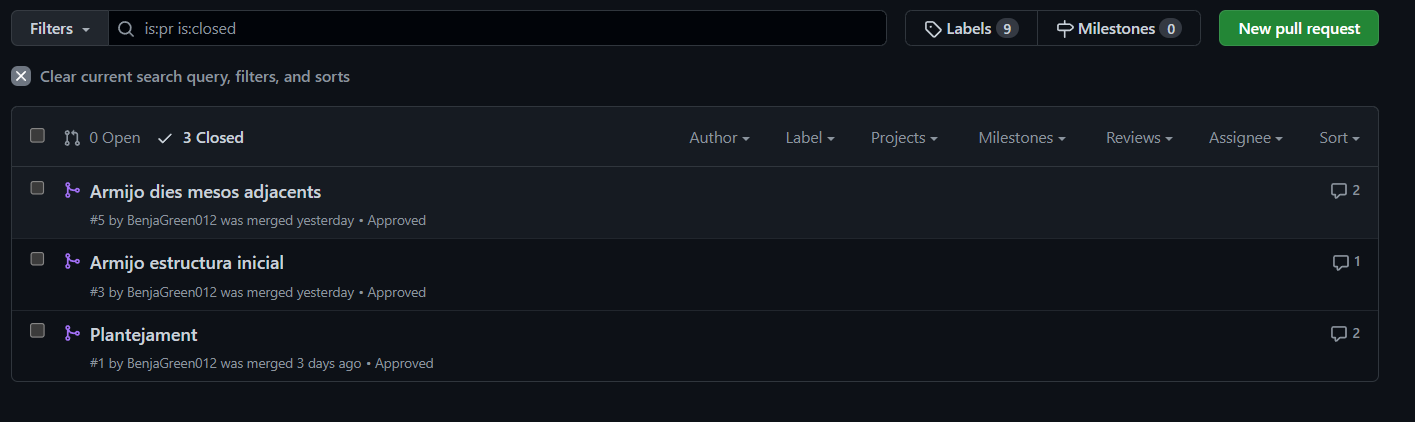 Filters is:pr is:closed Labels 9 Milestones 0 New pull request
Clear current search query, filters, and sorts
0 Open 3 Closed Author Label Projects Milestones Reviews Assignee Sort
Armijo dies mesos adjacents 2
#5 by BenjaGreen012 was merged yesterday • Approved
Armijo estructura inicial 1
#3 by BenjaGreen012 was merged yesterday • Approved
Plantejament 2
#1 by BenjaGreen012 was merged 3 days ago • Approved